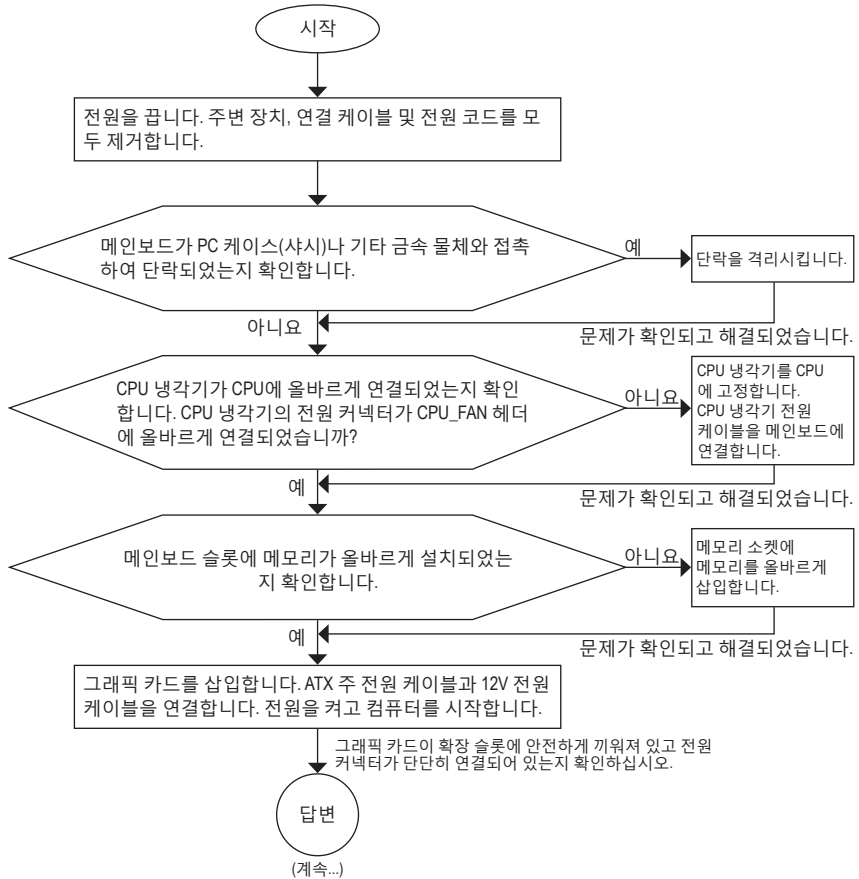 시작
전원을 끕니다. 주변 장치, 연결 케이블 및 전원 코드를 모
두 제거합니다.
메인보드가 PC 케이스(샤시)나 기타 금속 물체와 접촉
하여 단락되었는지 확인합니다.
예
단락을 격리시킵니다.
아니요
문제가 확인되고 해결되었습니다.
CPU 냉각기가 CPU에 올바르게 연결되었는지 확인
합니다. CPU 냉각기의 전원 커넥터가 CPU_FAN 헤더
에 올바르게 연결되었습니까?
아니요
CPU 냉각기를 CPU
에 고정합니다.
CPU 냉각기 전원
케이블을 메인보드에
연결합니다.
예
문제가 확인되고 해결되었습니다.
메인보드 슬롯에 메모리가 올바르게 설치되었는
지 확인합니다.
아니요
메모리 소켓에
메모리를 올바르게
삽입합니다.
예
문제가 확인되고 해결되었습니다.
그래픽 카드를 삽입합니다. ATX 주 전원 케이블과 12V 전원
케이블을 연결합니다. 전원을 켜고 컴퓨터를 시작합니다.
그래픽 카드이 확장 슬롯에 안전하게 끼워져 있고 전원
커넥터가 단단히 연결되어 있는지 확인하십시오.
답변
(계속...)